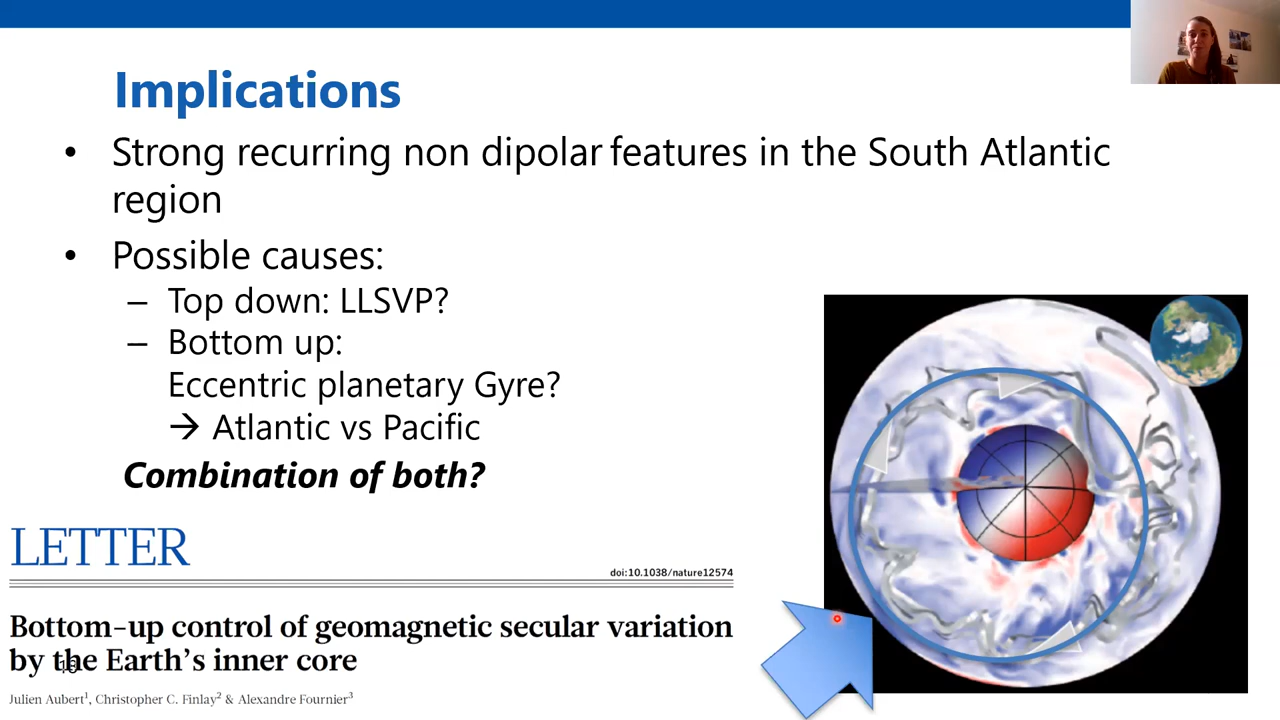 Implications
• Strong recurring non dipolar features in the South Atlantic
region
• Possible causes:
– Top down: LLSVP?
– Bottom up:
Eccentric planetary Gyre?
→ Atlantic vs Pacific
Combination of both?
LETTER
doi:10.1038/nature12574
Bottom-up control of geomagnetic secular variation
by the Earth's inner core
Julien Aubert1, Christopher C. Finlay2 & Alexandre Fournier3